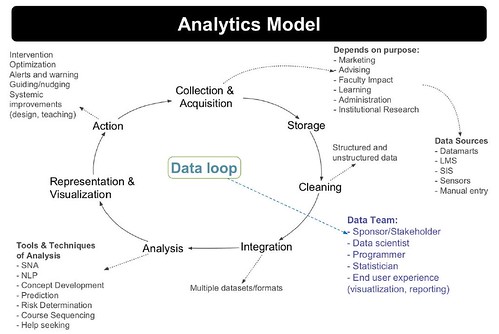 Analytics Model
Intervention
Optimization
Alerts and warning
Guiding/nudging
Systemic
improvements
(design, teaching)
Depends on purpose:
- Marketing
- Advising
- Faculty Impact
- Learning
- Administration
- Institutional Research
Collection &
Acquisition
Action
Storage
Structured and
unstructured data
Data Sources
- Datamarts
- LMS
- SIS
- Sensors
- Manual entry
Data loop
Representation &
Visualization
Cleaning
Data Team:
- Sponsor/Stakeholder
- Data scientist
- Programmer
- Statistician
- End user experience
(visuatlization, reporting)
Tools & Techniques
of Analysis
- SNA
- NLP
- Concept Development
- Prediction
- Risk Determination
- Course Sequencing
- Help seeking
Analysis
Integration
Multiple datasets/formats